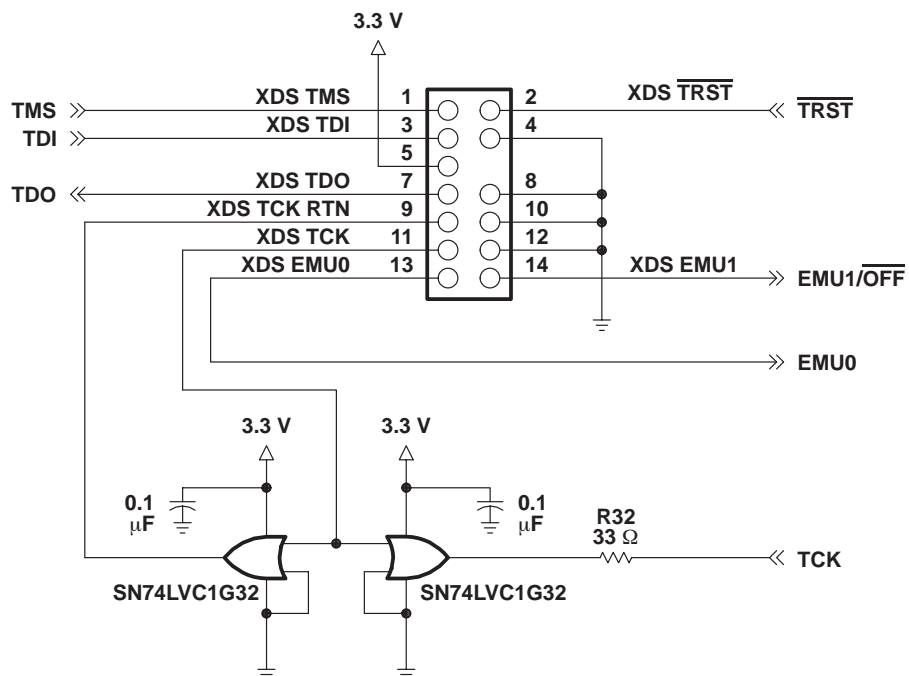 3.3 V
XDS TMS 1 2 XDS TRST
TMS TRST
XDS TDI 3 4
TDI
5
XDS TDO 7 8
TDO
XDS TCK RTN 9 10
XDS TCK 11 12
XDS EMU0 13 14 XDS EMU1
EMU1/OFF
EMU0
3.3 V 3.3 V
0.1 0.1
μF μF
R32
33 Ω
TCK
SN74LVC1G32 SN74LVC1G32